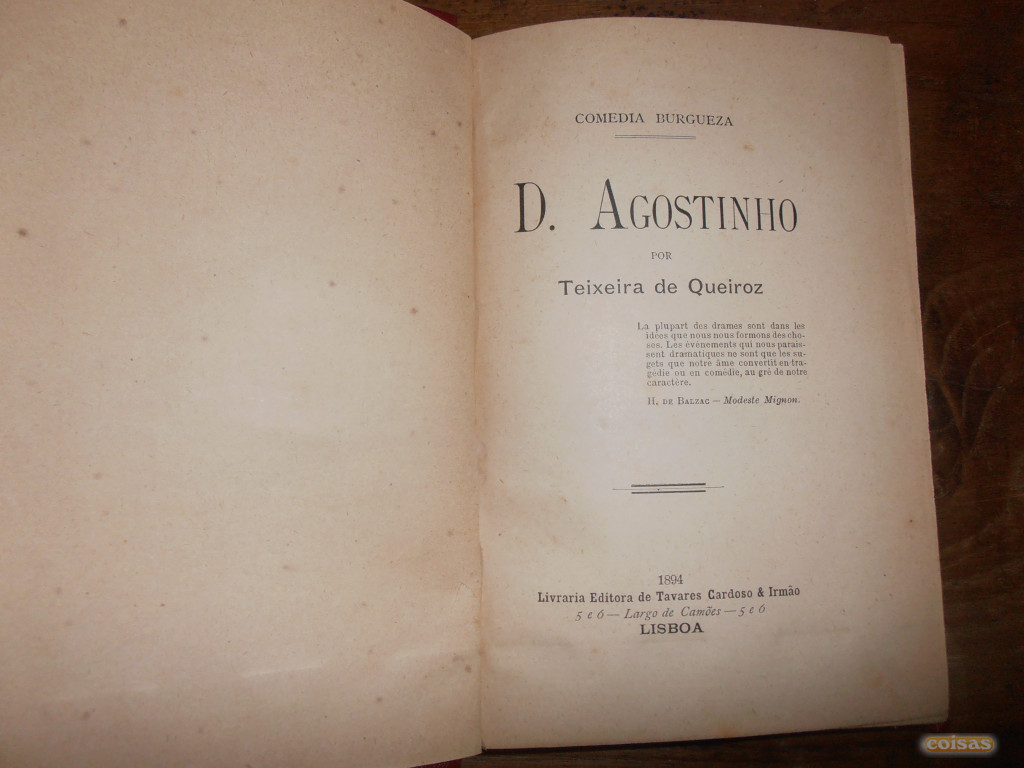 COMEDIA BURGUEZA
D. AGOSTINHO
POR
Teixeira de Queiroz
La plupart des drames sont dans les
idées que nous nous formons des cho-
ses. Les événements qui nous parais-
sent dramatiques ne sont que les su-
gets que notre âme convertit en tra-
gédie ou on comédie, au gré de notre
caractére.
H. DE BALZAC — Modeste Mignon.
1894
Livraria Editora de Tavares Cardoso & Irmão
5 e 6 — Largo de Camões — 5 e 6
LISBOA
coisas